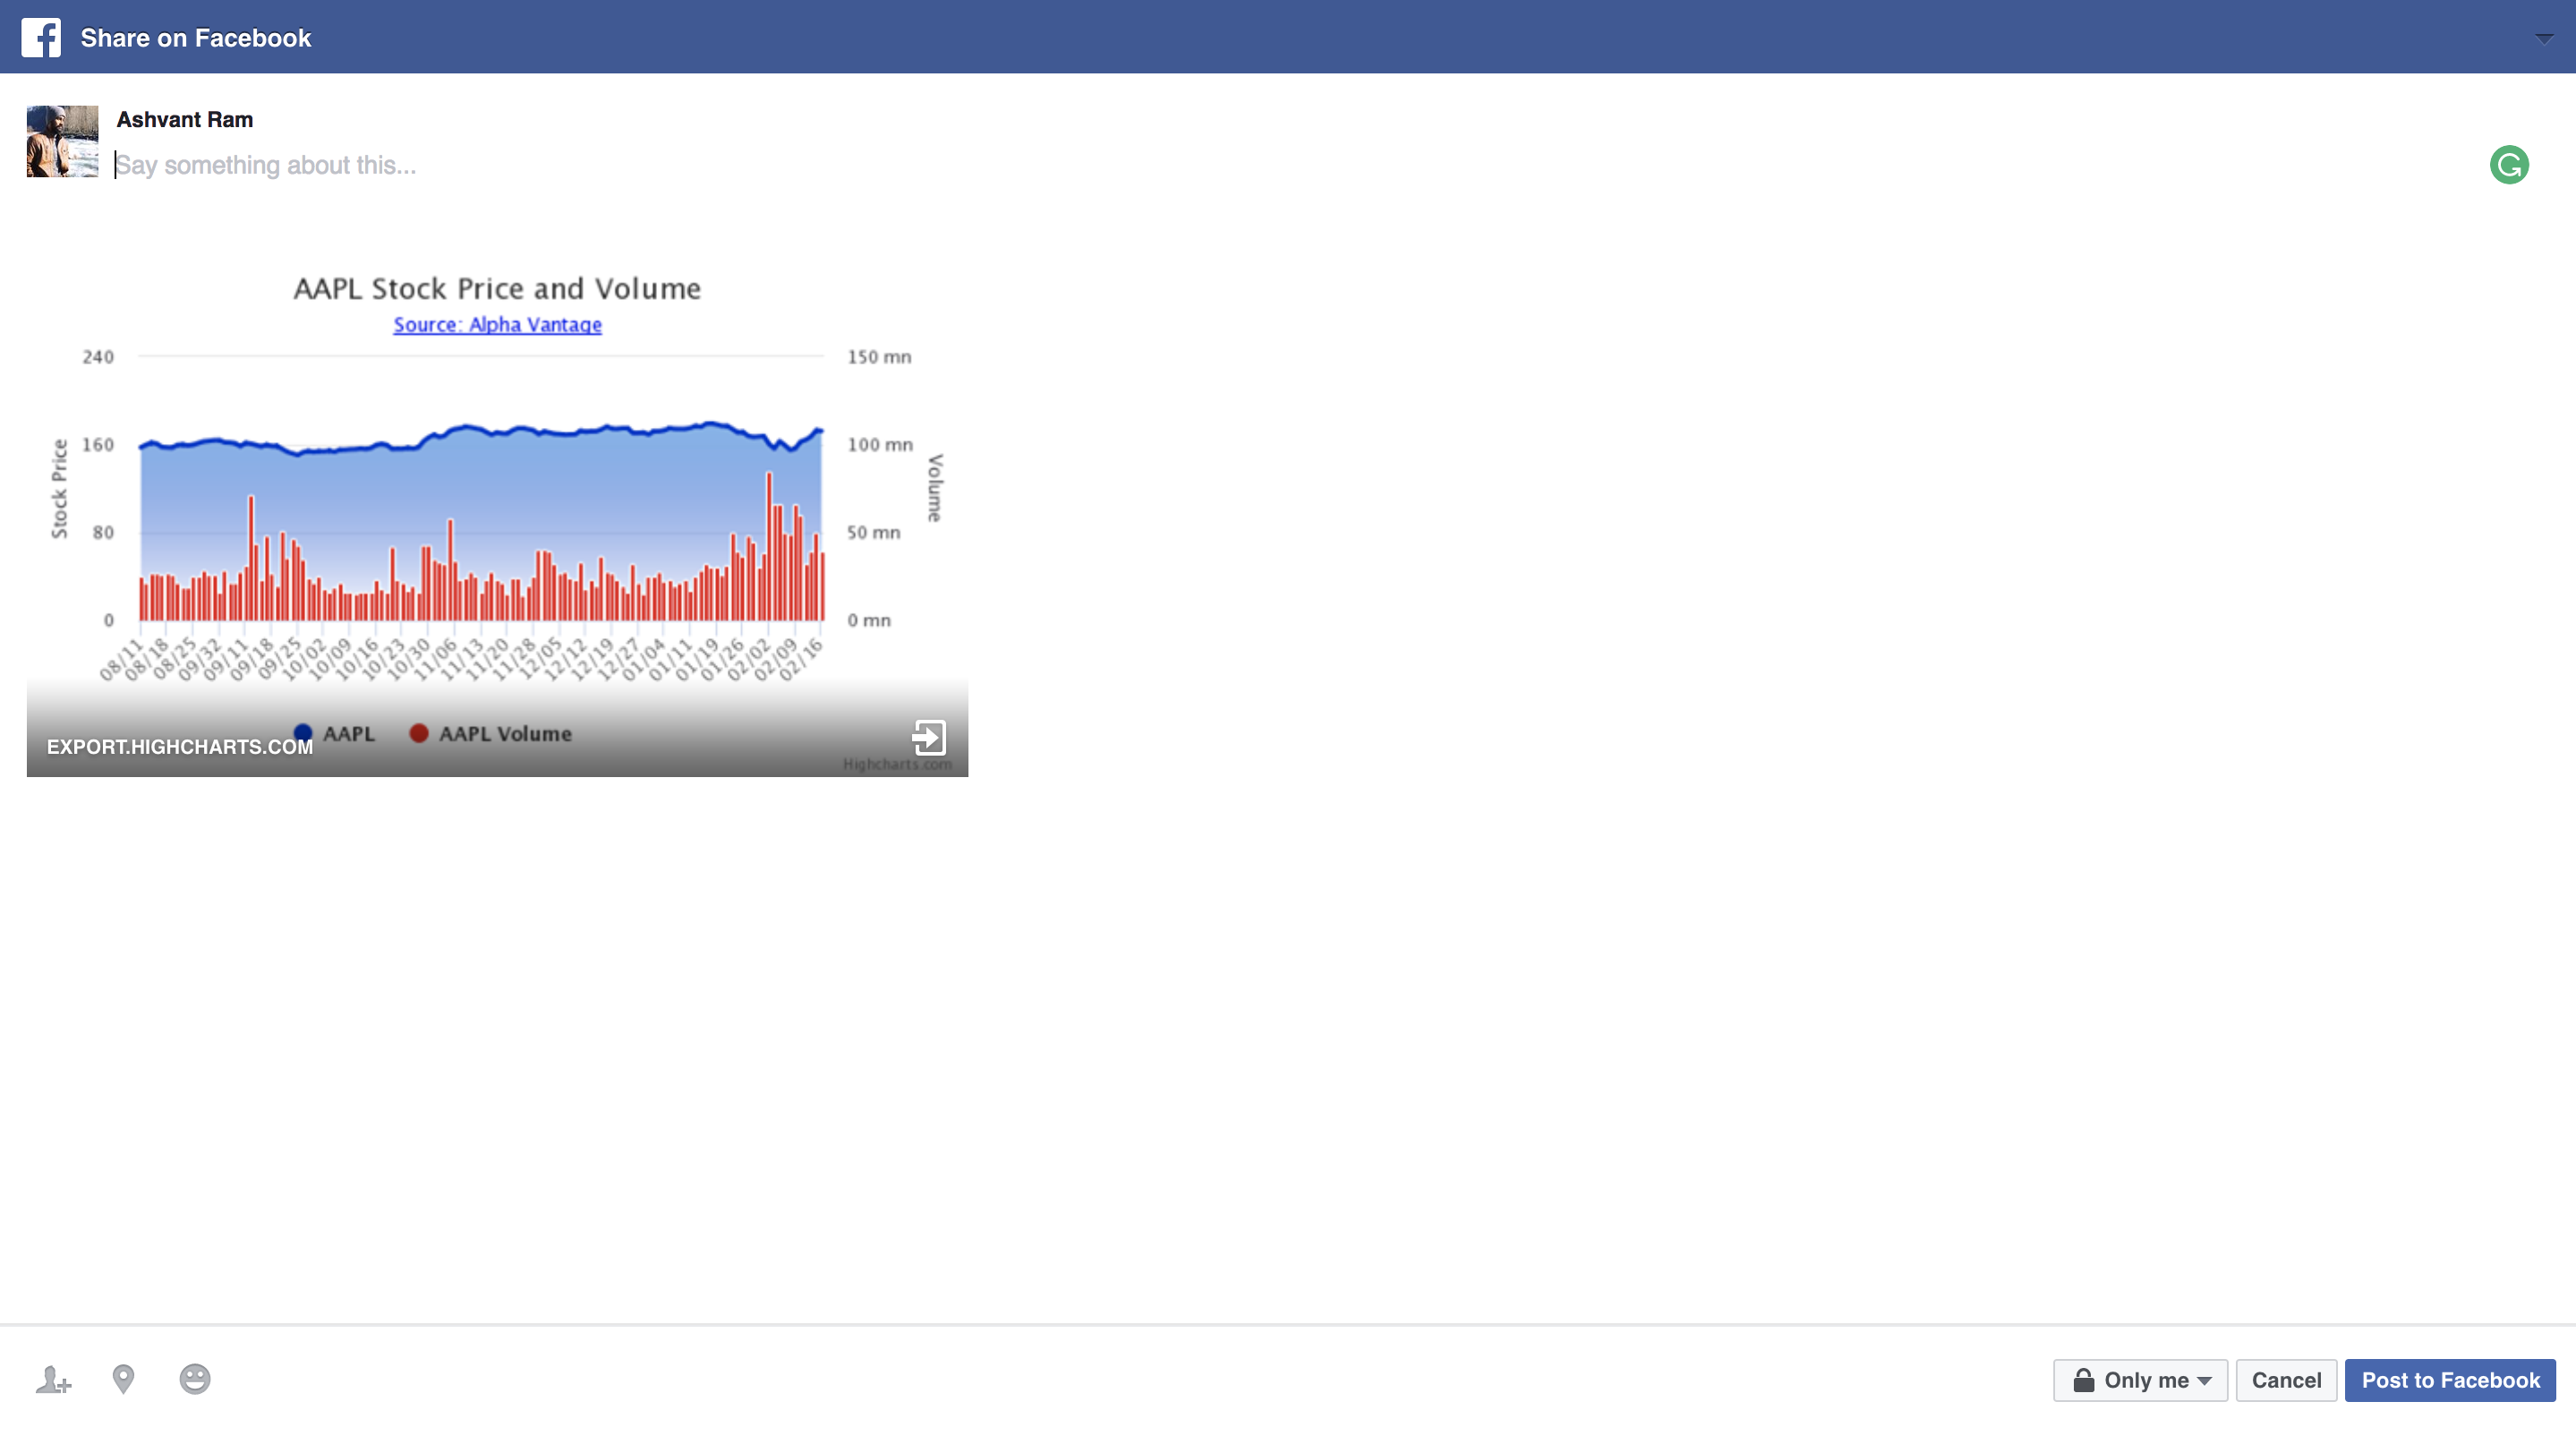 Share on Facebook
Ashvant Ram
Say something about this...
AAPL Stock Price and Volume
Source: Alpha Vantage
240
150 mn
160
100 mn
Stock Price
Volume
80
50 mn
0
0 mn
08/11 08/18 08/25 09/32 09/11 09/18 09/25 10/02 10/09 10/16 10/23 10/30 11/06 11/13 11/20 11/28 12/05 12/12 12/19 12/27 01/04 01/11 01/19 01/26 02/02 02/09 02/16
AAPL AAPL Volume
EXPORT.HIGHCHARTS.COM
Highcharts.com
Only me
Cancel
Post to Facebook